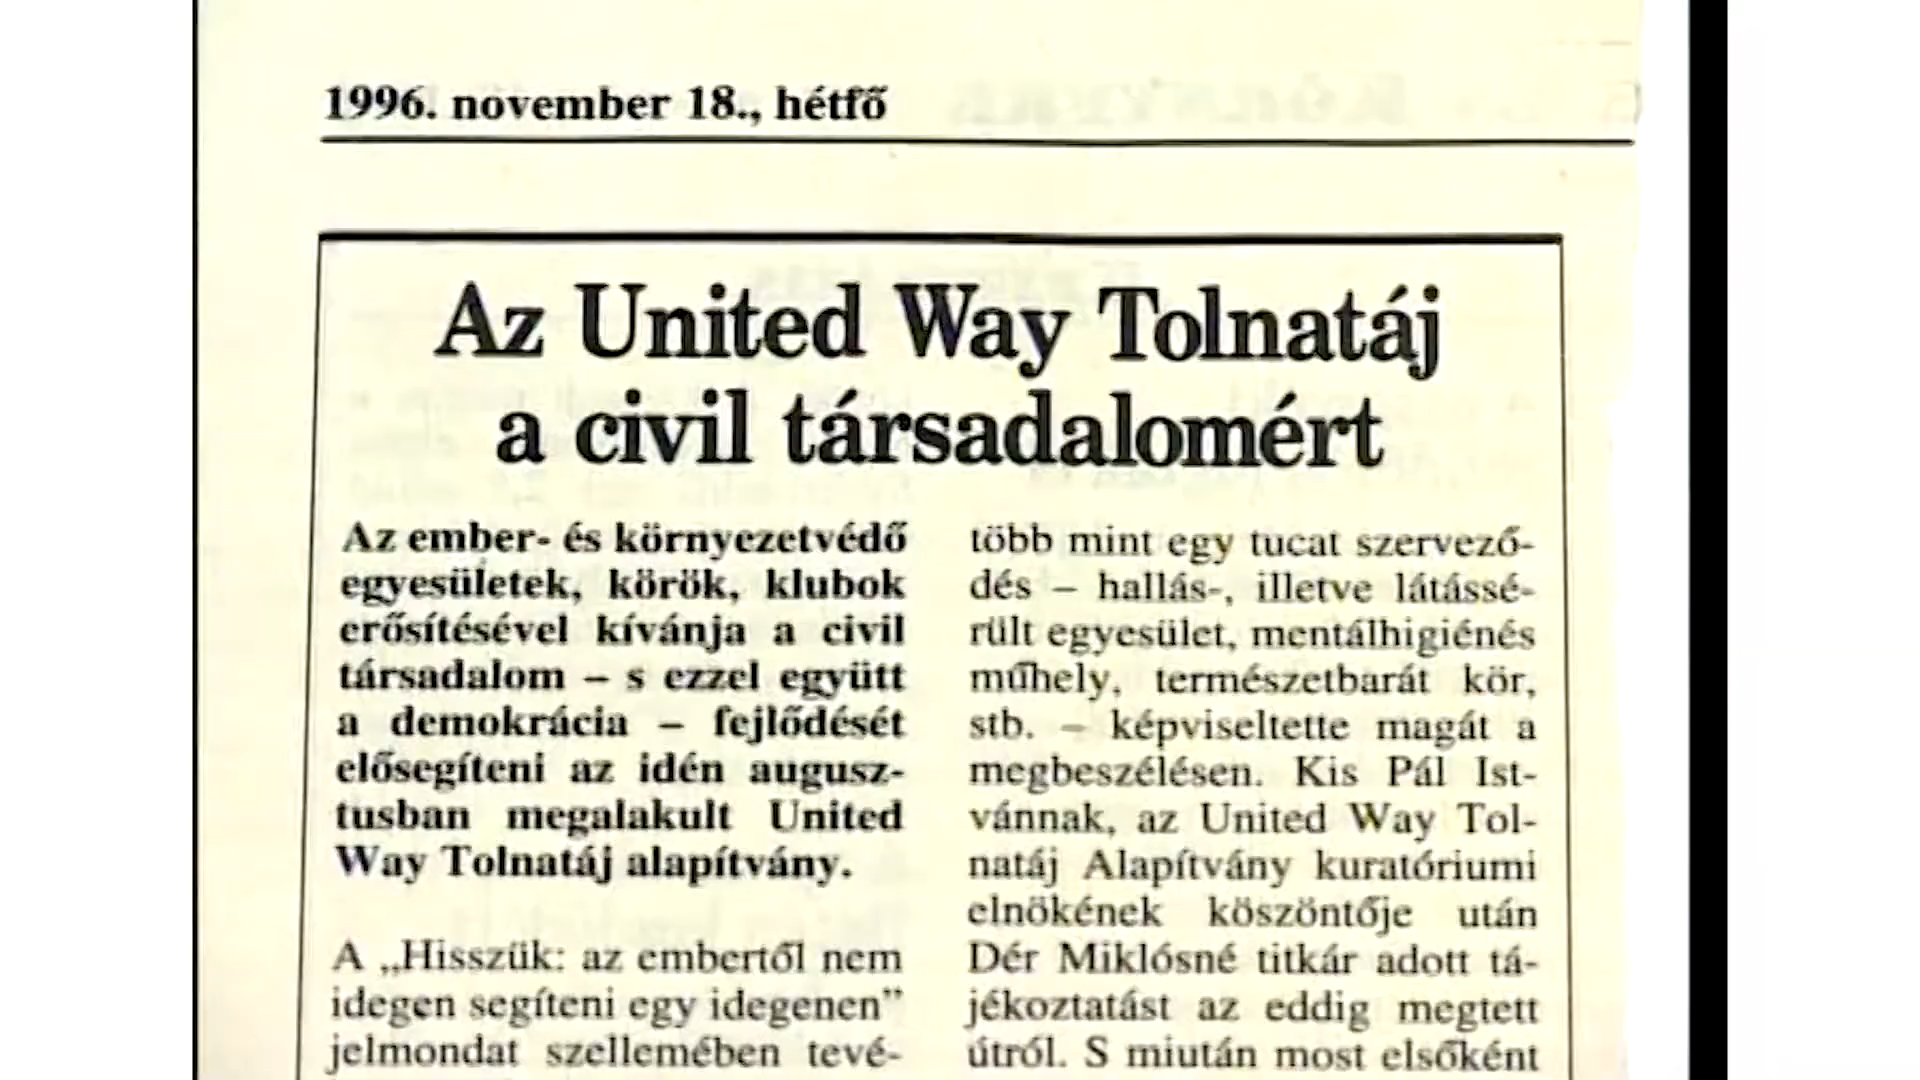 1996. november 18., hétfő
Az United Way Tolnatáj
a civil társadalomért
Az ember- és környezetvédő
egyesületek, körök, klubok
erősítésével kívánja a civil
társadalom – s ezzel együtt
a demokrácia – fejlődését
elősegíteni az idén augusz-
tusban megalakult United
Way Tolnatáj alapítvány.
A „Hisszük: az embertől nem
idegen segíteni egy idegenen”
jelmondat szellemében tevé-
több mint egy tucat szervező-
dés – hallás-, illetve látássé-
rült egyesület, mentálhigiénés
műhely, természetbarát kör,
stb. – képviseltette magát a
megbeszélésen. Kis Pál Ist-
vánnak, az United Way Tol-
natáj Alapítvány kuratóriumi
elnökének köszöntője után
Dér Miklósné titkár adott tá-
jékoztatást az eddig megtett
útról. S miután most elsőként